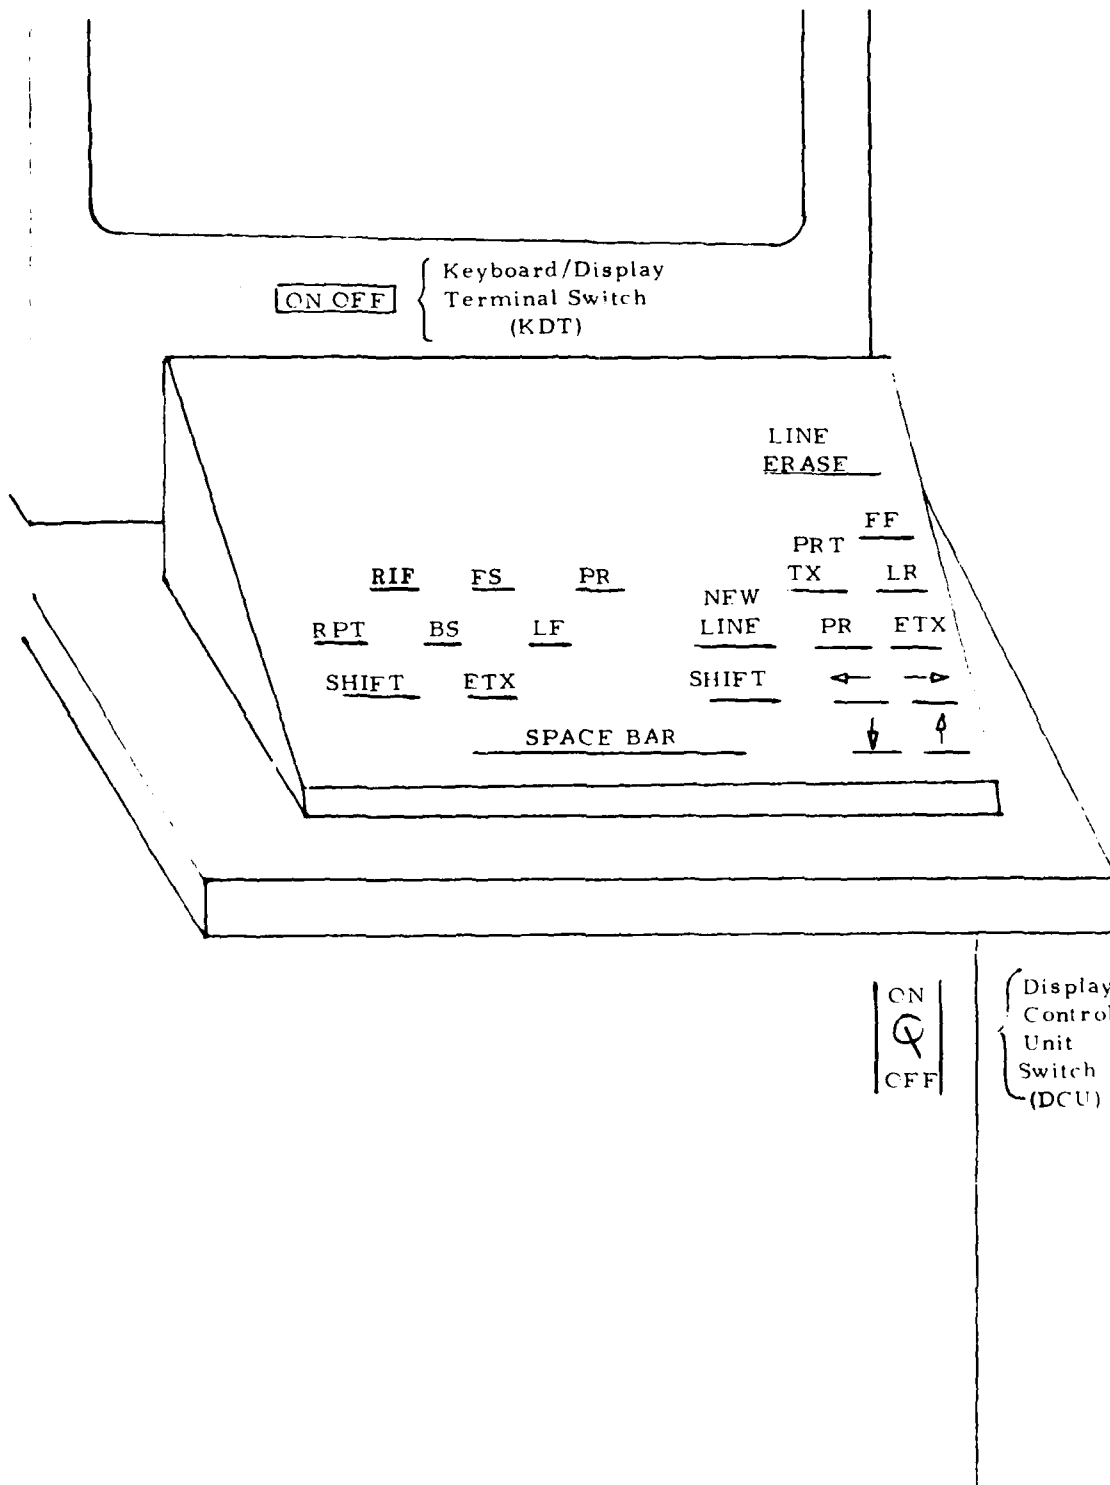 ON OFF
Keyboard/Display
Terminal Switch
(KDT)
LINE
ERASE
FF
PRT
RIF FS PR TX LR
NEW
RPT BS LF LINE PR ETX
SHIFT ETX SHIFT ← →
SPACE BAR ↓ ↑
ON
OFF
Display
Control
Unit
Switch
(DCU)